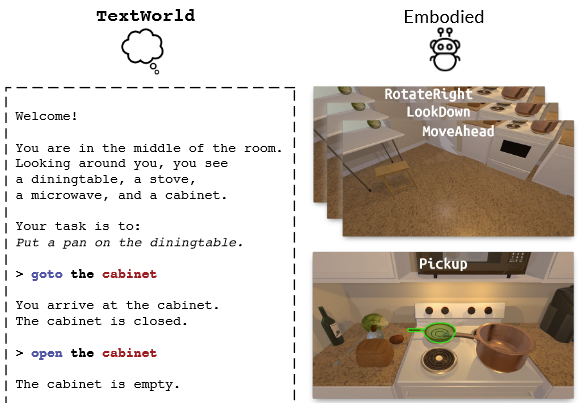 TextWorld
Embodied
Welcome!
You are in the middle of the room.
Looking around you, you see
a diningtable, a stove,
a microwave, and a cabinet.
Your task is to:
Put a pan on the diningtable.
> goto the cabinet
You arrive at the cabinet.
The cabinet is closed.
> open the cabinet
The cabinet is empty.
RotateRight
LookDown
MoveAhead
Pickup